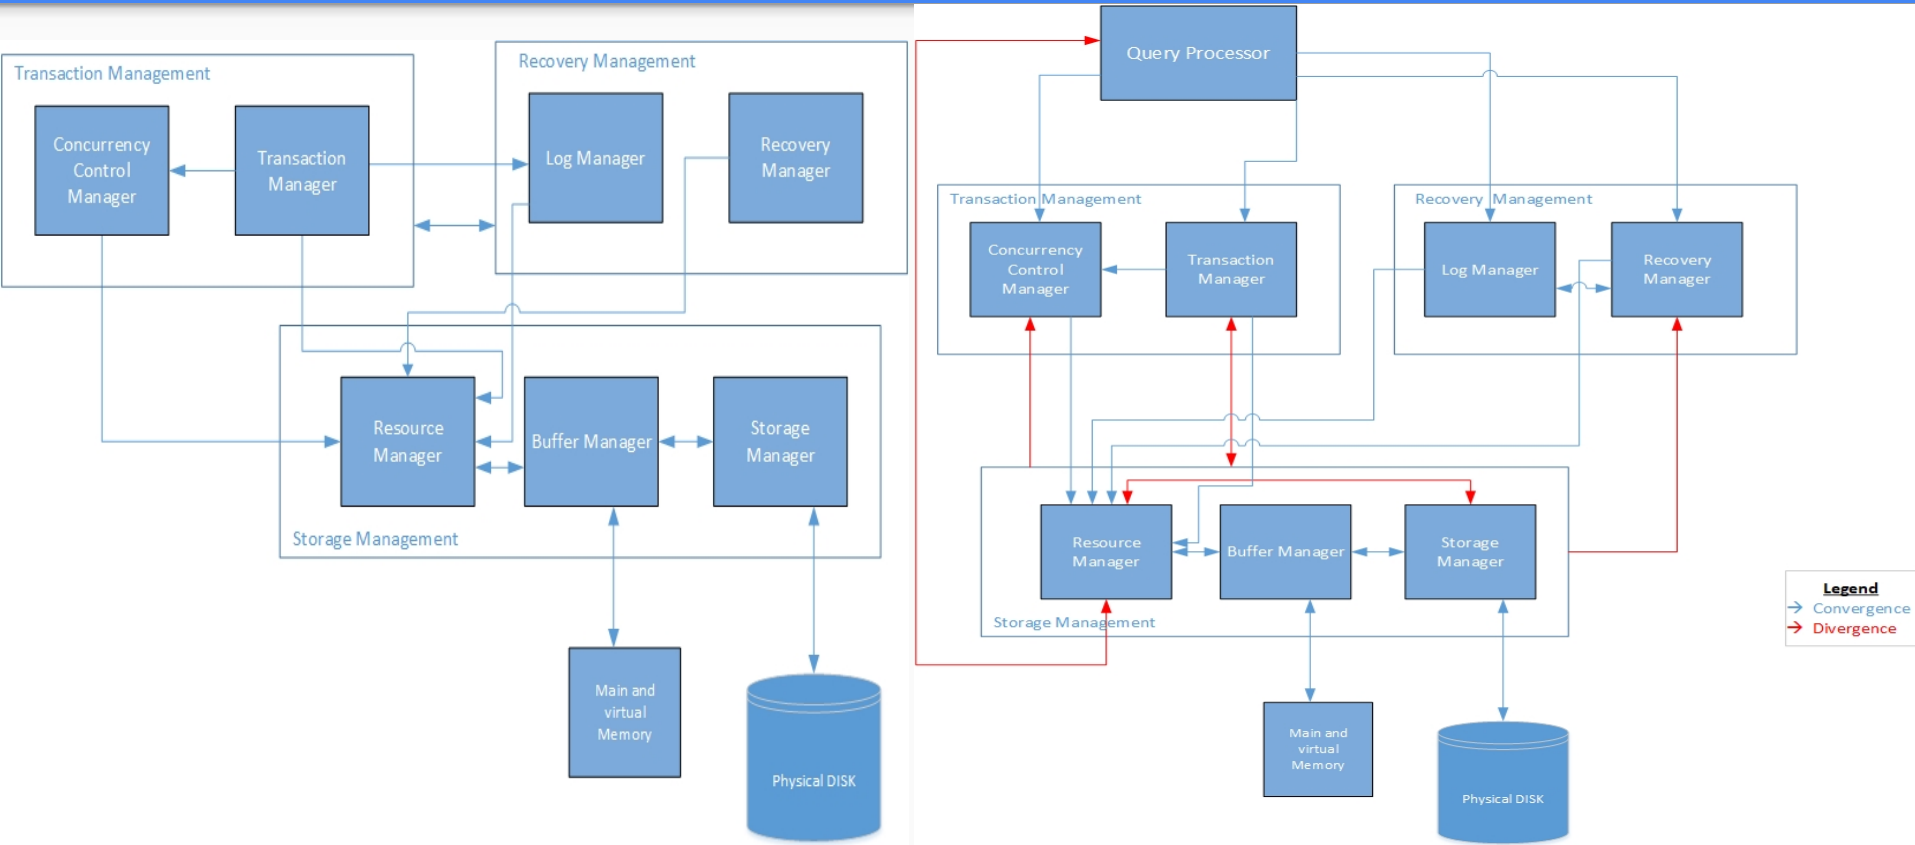 Transaction Management
Concurrency
Control
Manager
Transaction
Manager
Recovery Management
Log Manager
Recovery
Manager
Resource
Manager
Buffer Manager
Storage
Manager
Storage Management
Main and
virtual
Memory
Physical DISK
Query Processor
Transaction Management
Concurrency
Control
Manager
Transaction
Manager
Recovery Management
Log Manager
Recovery
Manager
Resource
Manager
Buffer Manager
Storage
Manager
Storage Management
Main and
virtual
Memory
Physical DISK
Legend
Convergence
Divergence